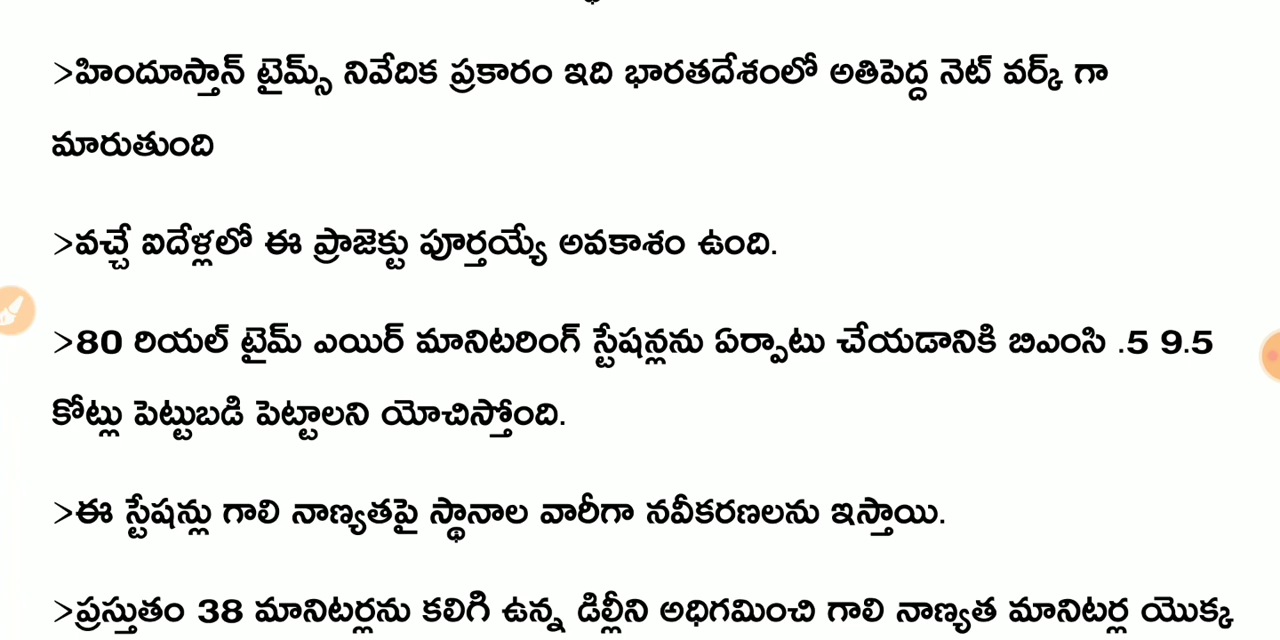 >హిందూస్తాన్ టైమ్స్ నివేదిక ప్రకారం ఇది భారతదేశంలో అతిపెద్ద నెట్ వర్క్ గా
మారుతుంది
>వచ్చే ఐదేళ్లలో ఈ ప్రాజెక్టు పూర్తయ్యే అవకాశం ఉంది.
>80 రియల్ టైమ్ ఎయిర్ మానిటరింగ్ స్టేషన్లను ఏర్పాటు చేయడానికి బిఎంసి .5 9.5
కోట్లు పెట్టుబడి పెట్టాలని యోచిస్తోంది.
>ఈ స్టేషన్లు గాలి నాణ్యతపై స్థానాల వారీగా నవీకరణలను ఇస్తాయి.
>ప్రస్తుతం 38 మానిటర్లను కలిగి ఉన్న డిల్లీని అధిగమించి గాలి నాణ్యత మానిటర్ల యొక్క